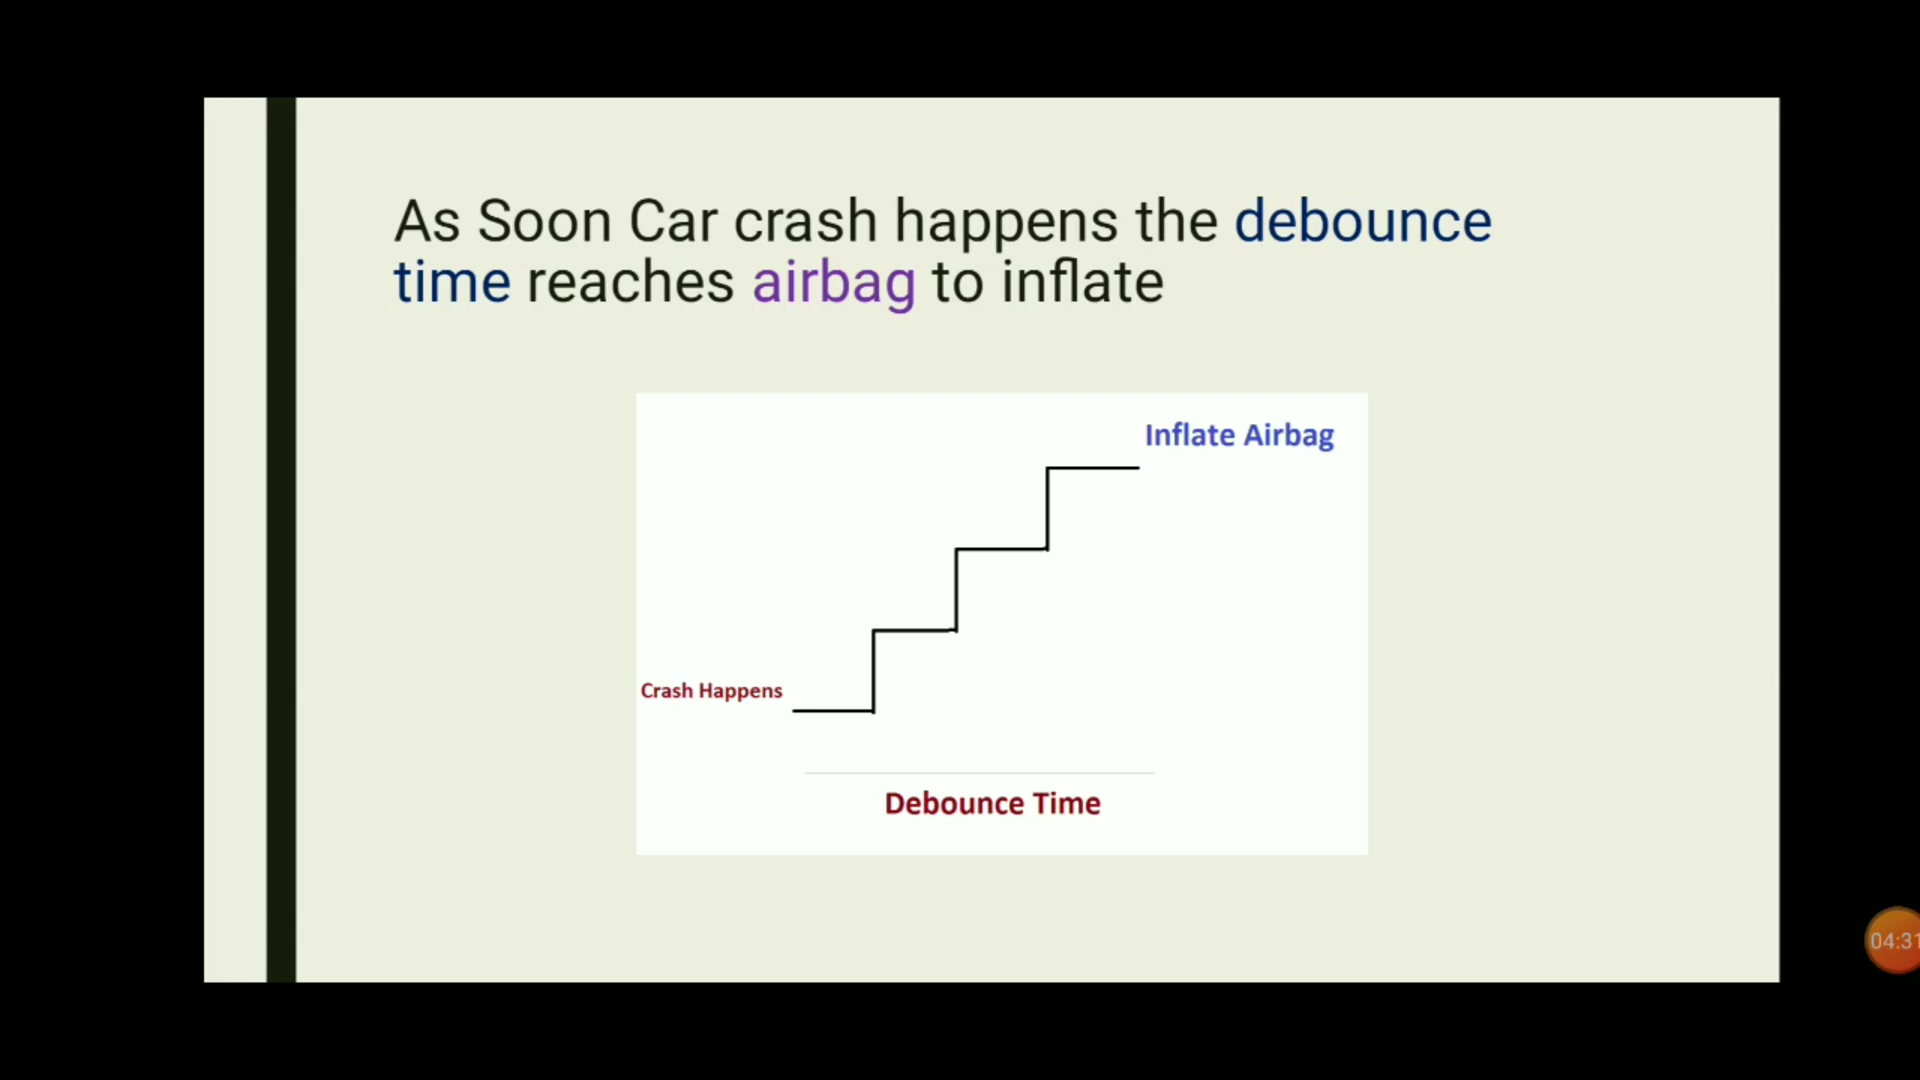 As Soon Car crash happens the debounce
time reaches airbag to inflate
Inflate Airbag
Crash Happens
Debounce Time
04:31